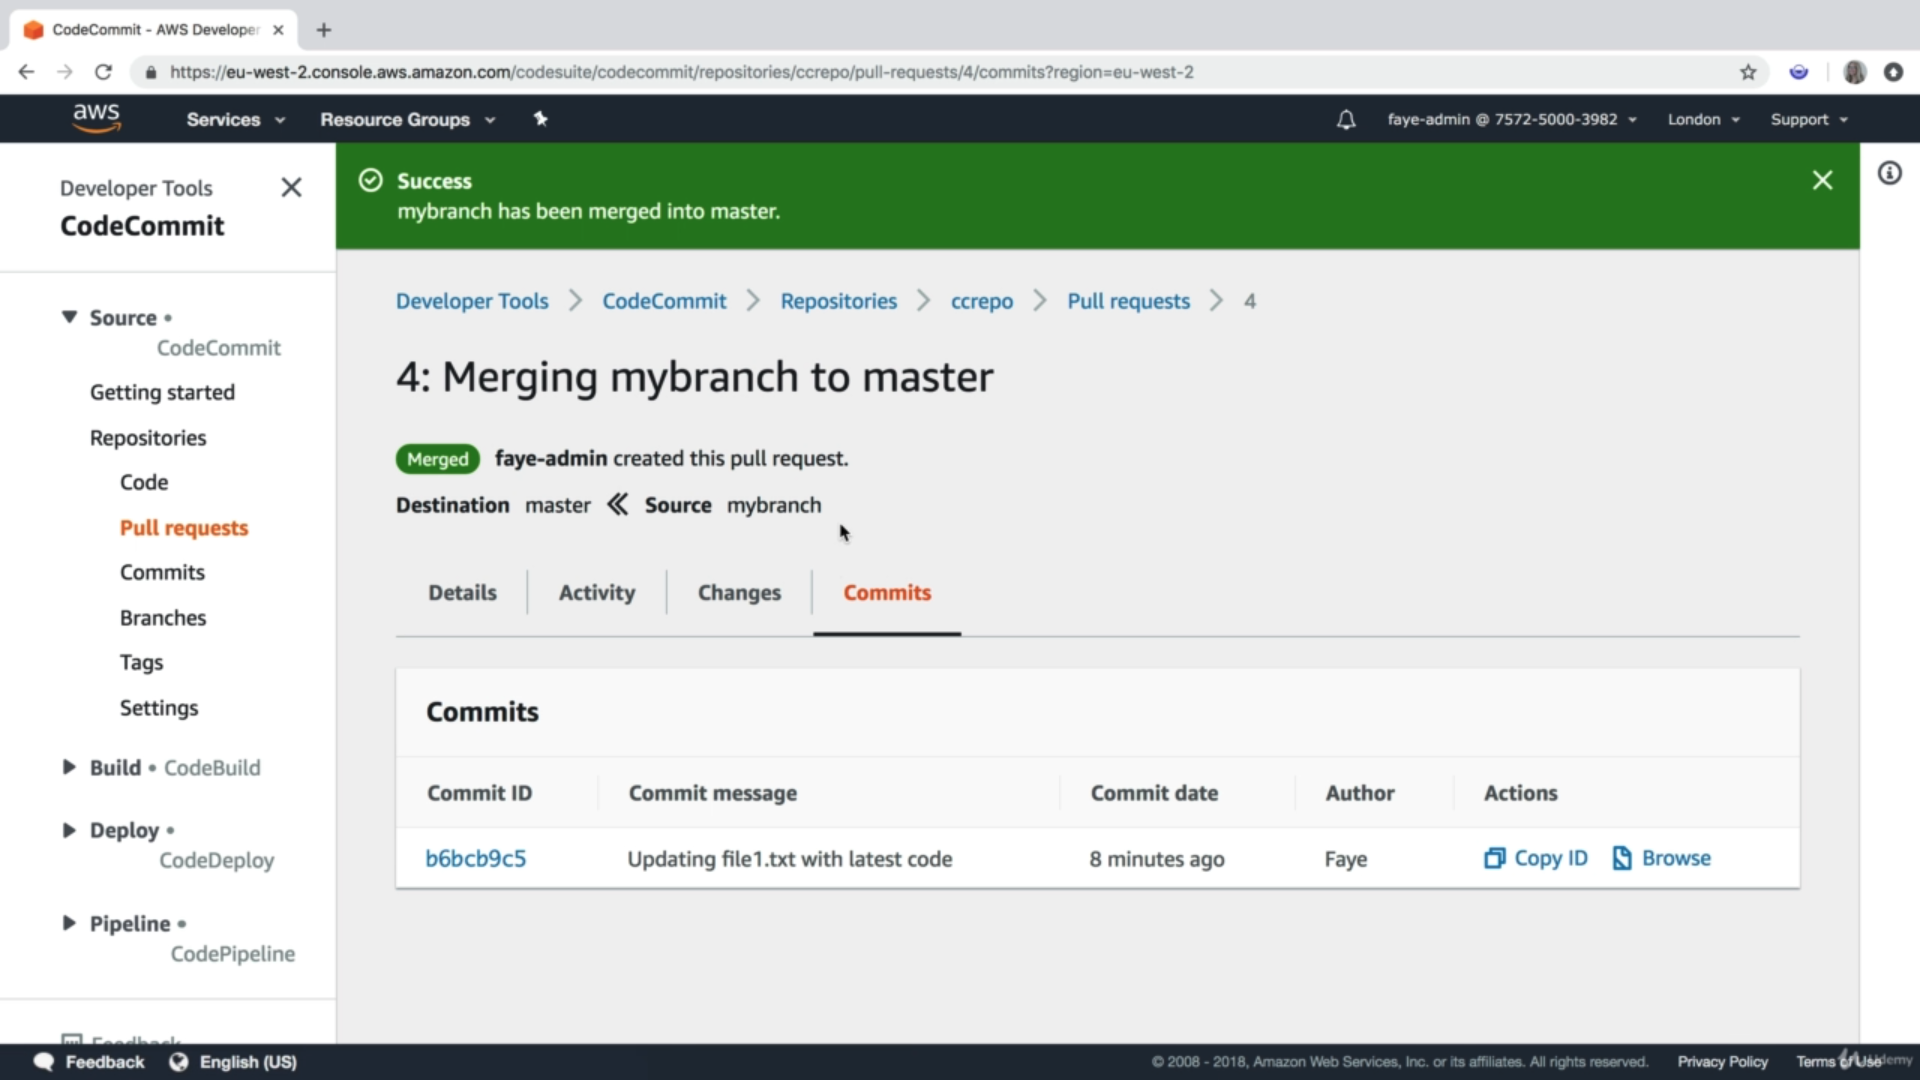 CodeCommit - AWS Developer
https://eu-west-2.console.aws.amazon.com/codesuite/codecommit/repositories/ccrepo/pull-requests/4/commits?region=eu-west-2
aws Services Resource Groups faye-admin @ 7572-5000-3982 London Support
Developer Tools
CodeCommit
Source •
CodeCommit
Getting started
Repositories
Code
Pull requests
Commits
Branches
Tags
Settings
Build • CodeBuild
Deploy •
CodeDeploy
Pipeline •
CodePipeline
Feedback
Success
mybranch has been merged into master.
Developer Tools CodeCommit Repositories ccrepo Pull requests 4
4: Merging mybranch to master
Merged faye-admin created this pull request.
Destination master Source mybranch
Details Activity Changes Commits
Commits
Commit ID Commit message Commit date Author Actions
b6bcb9c5 Updating file1.txt with latest code 8 minutes ago Faye Copy ID Browse
Feedback English (US) © 2008 - 2018, Amazon Web Services, Inc. or its affiliates. All rights reserved. Privacy Policy Terms of Use